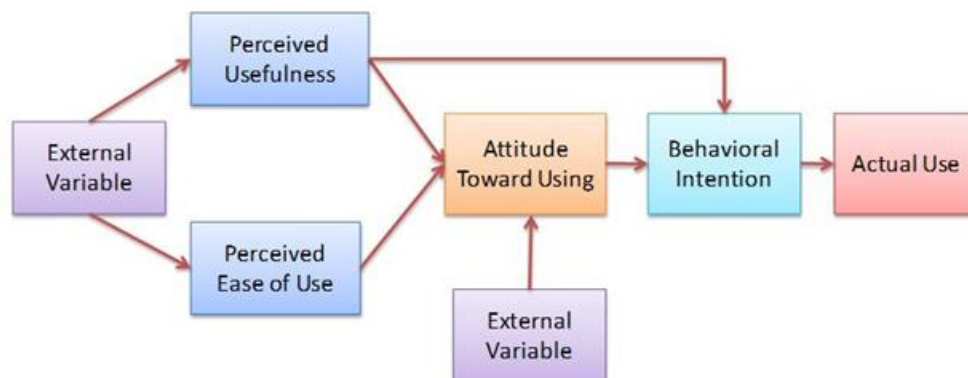 Perceived
Usefulness
External
Variable
Attitude
Toward Using
Behavioral
Intention
Actual Use
Perceived
Ease of Use
External
Variable